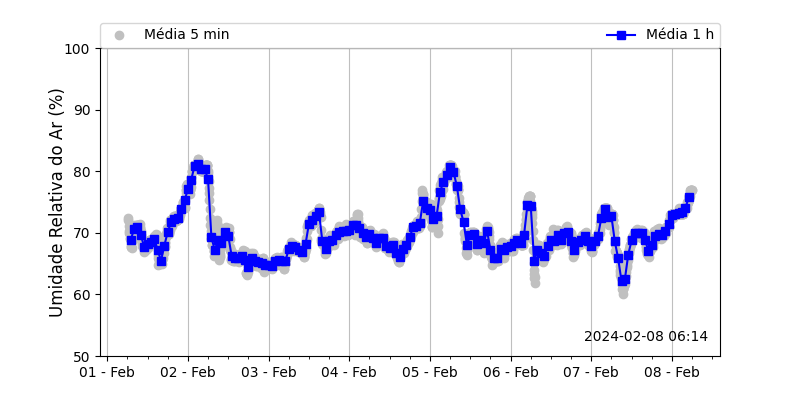 Média 5 min
Média 1 h
Umidade Relativa do Ar (%)
100
90
80
70
60
50
2024-02-08 06:14
01 - Feb
02 - Feb
03 - Feb
04 - Feb
05 - Feb
06 - Feb
07 - Feb
08 - Feb